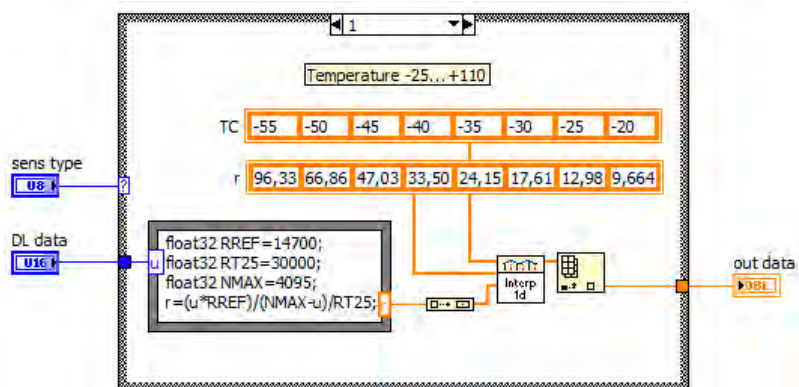 1
Temperature -25...+110
TC -55 -50 -45 -40 -35 -30 -25 -20
sens type
r 96,33 66,86 47,03 33,50 24,15 17,61 12,98 9,664
U8
?
DL data
U16
u
float32 RREF=14700;
float32 RT25=30000;
float32 NMAX=4095;
r=(u*RREF)/(NMAX-u)/RT25;
r
Interp
1d
out data
DBL